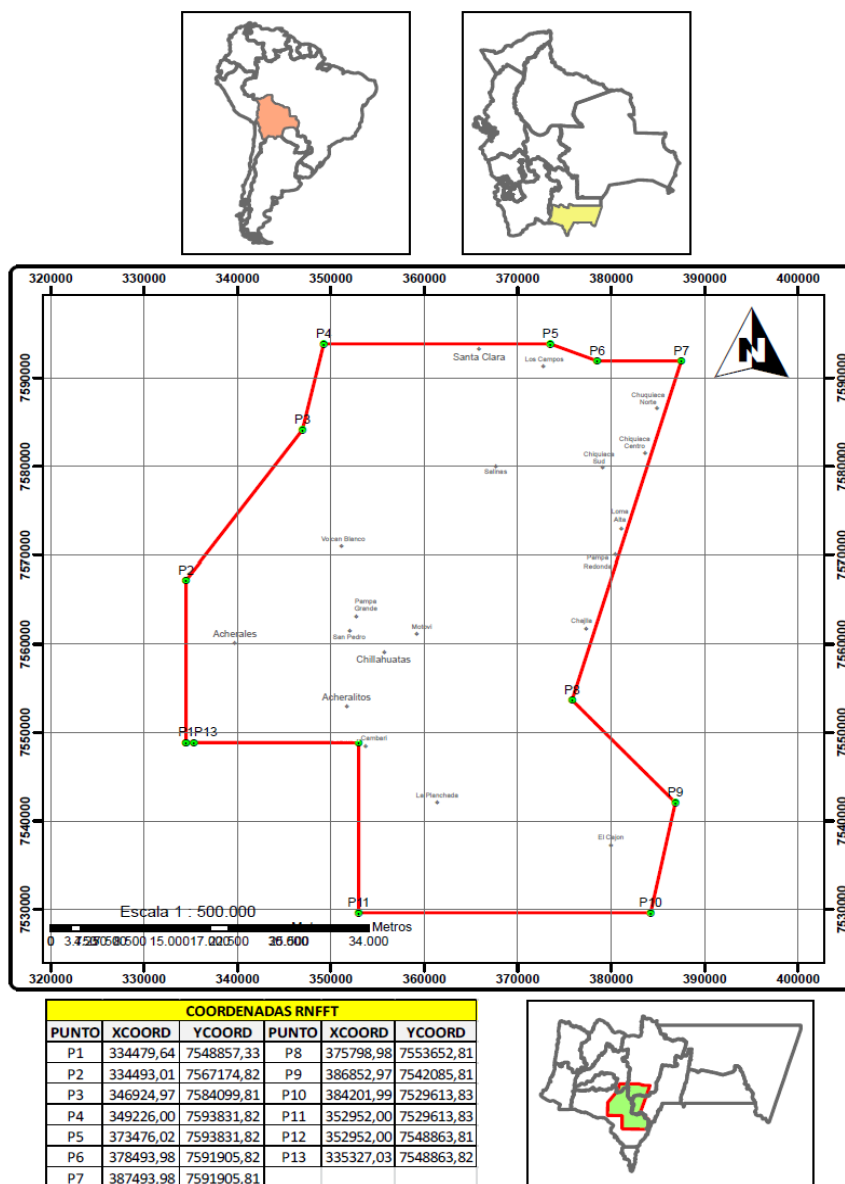 320000 330000 340000 350000 360000 370000 380000 390000 400000
P4 P5
N
P6 P7
Santa Clara Los Campos
7590000 7590000
Chuquiaca
Norte
P3
Chiquiaca
Centro
Chiquiaca
Sud
7580000 Salinas 7580000
Loma
Alta
Volcan Blanco
7570000 Pampa 7570000
Redonda
P2
Pampa
Grande
Acherales San Pedro Motovi Chajlla
7560000 7560000
Chillahuatas
P8
Acheralitos
7550000 7550000
P1 P13 Cambari
La Planchada P9
7540000 7540000
El Cajon
P11 P10
7530000 7530000
Escala 1 : 500.000
Metros
0 8.500 15.000 34.000
320000 330000 340000 350000 360000 370000 380000 390000 400000
COORDENADAS RNFFT
PUNTO XCOORD YCOORD PUNTO XCOORD YCOORD
P1 334479,64 7548857,33 P8 375798,98 7553652,81
P2 334493,01 7567174,82 P9 386852,97 7542085,81
P3 346924,97 7584099,81 P10 384201,99 7529613,83
P4 349226,00 7593831,82 P11 352952,00 7529613,83
P5 373476,02 7593831,82 P12 352952,00 7548863,81
P6 378493,98 7591905,82 P13 335327,03 7548863,82
P7 387493,98 7591905,81